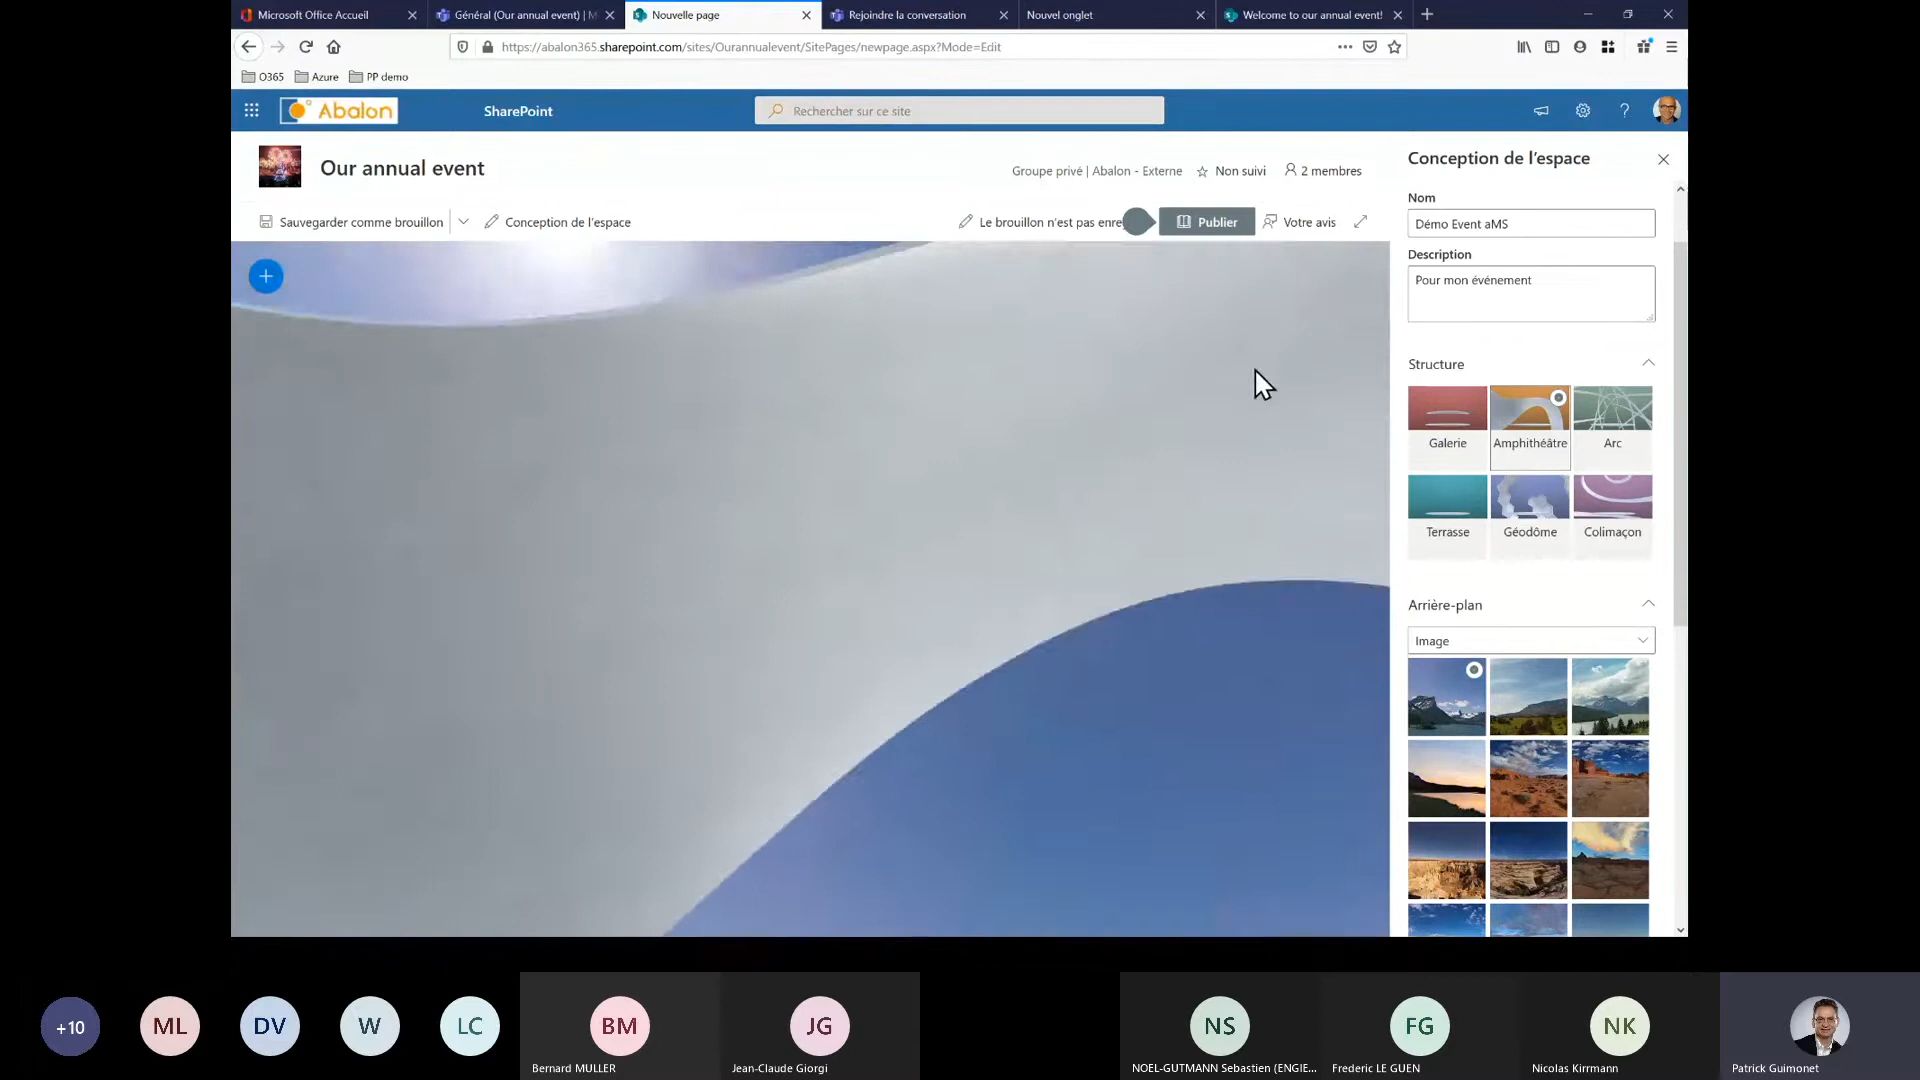 Microsoft Office Accueil
Général (Our annual event) | M
Nouvelle page
Rejoindre la conversation
Nouvel onglet
Welcome to our annual event!
https://abalon365.sharepoint.com/sites/Ourannualevent/SitePages/newpage.aspx?Mode=Edit
O365
Azure
PP demo
Abalon
SharePoint
Rechercher sur ce site
Our annual event
Groupe privé | Abalon - Externe
Non suivi
2 membres
Sauvegarder comme brouillon
Conception de l'espace
Le brouillon n'est pas enre
Publier
Votre avis
Conception de l'espace
Nom
Démo Event aMS
Description
Pour mon événement
Structure
Galerie
Amphithéâtre
Arc
Terrasse
Géodôme
Colimaçon
Arrière-plan
Image
+10
ML
DV
W
LC
BM
JG
NS
FG
NK
Bernard MULLER
Jean-Claude Giorgi
NOEL-GUTMANN Sebastien (ENGIE...
Frederic LE GUEN
Nicolas Kirrmann
Patrick Guimonet